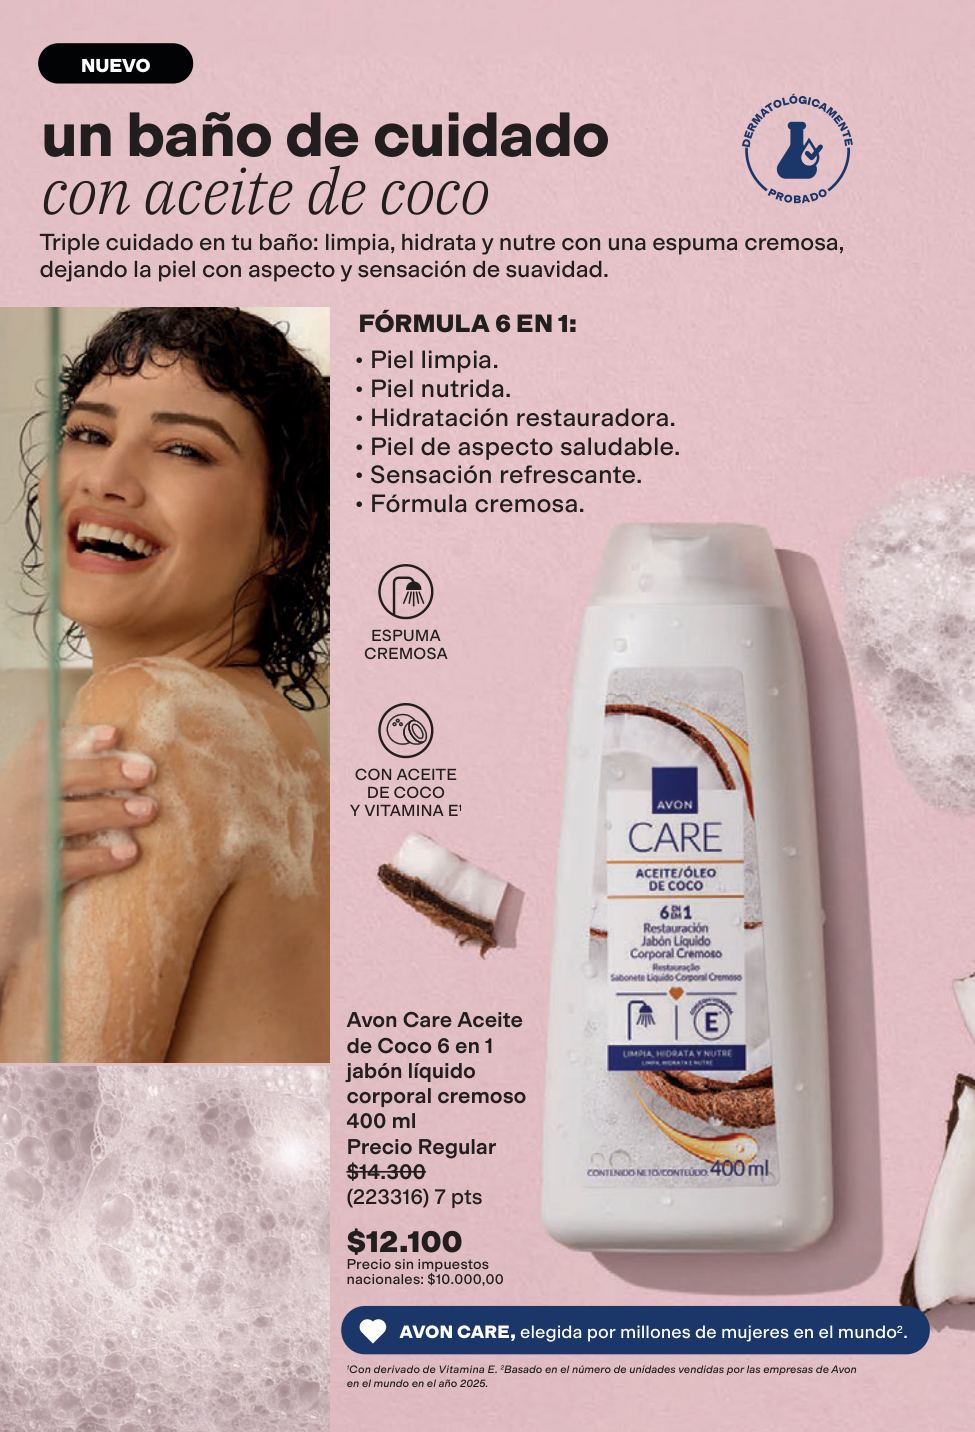 NUEVO
un baño de cuidado
con aceite de coco
DERMATOLÓGICAMENTE
PROBADO
Triple cuidado en tu baño: limpia, hidrata y nutre con una espuma cremosa,
dejando la piel con aspecto y sensación de suavidad.
FÓRMULA 6 EN 1:
• Piel limpia.
• Piel nutrida.
• Hidratación restauradora.
• Piel de aspecto saludable.
• Sensación refrescante.
• Fórmula cremosa.
ESPUMA
CREMOSA
CON ACEITE
DE COCO
Y VITAMINA E¹
AVON
CARE
ACEITE/ÓLEO
DE COCO
6 EN EM 1
Restauración
Jabón Líquido
Corporal Cremoso
Restauração
Sabonete Líquido Corporal Cremoso
E
LIMPIA, HIDRATA Y NUTRE
LIMPA, HIDRATA E NUTRE
CONTENIDO NETO/CONTEÚDO: 400 ml
Avon Care Aceite
de Coco 6 en 1
jabón líquido
corporal cremoso
400 ml
Precio Regular
$14.300
(223316) 7 pts
$12.100
Precio sin impuestos
nacionales: $10.000,00
AVON CARE, elegida por millones de mujeres en el mundo².
¹Con derivado de Vitamina E. ²Basado en el número de unidades vendidas por las empresas de Avon
en el mundo en el año 2025.